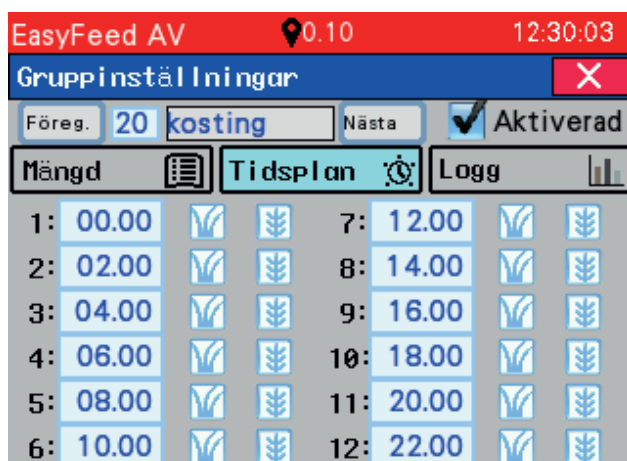 EasyFeed AV 0.10 12:30:03
Gruppinställningar
Föreg. 20 kosting Nästa Aktiverad
Mängd Tidsplan Logg
1: 00.00 7: 12.00
2: 02.00 8: 14.00
3: 04.00 9: 16.00
4: 06.00 10: 18.00
5: 08.00 11: 20.00
6: 10.00 12: 22.00